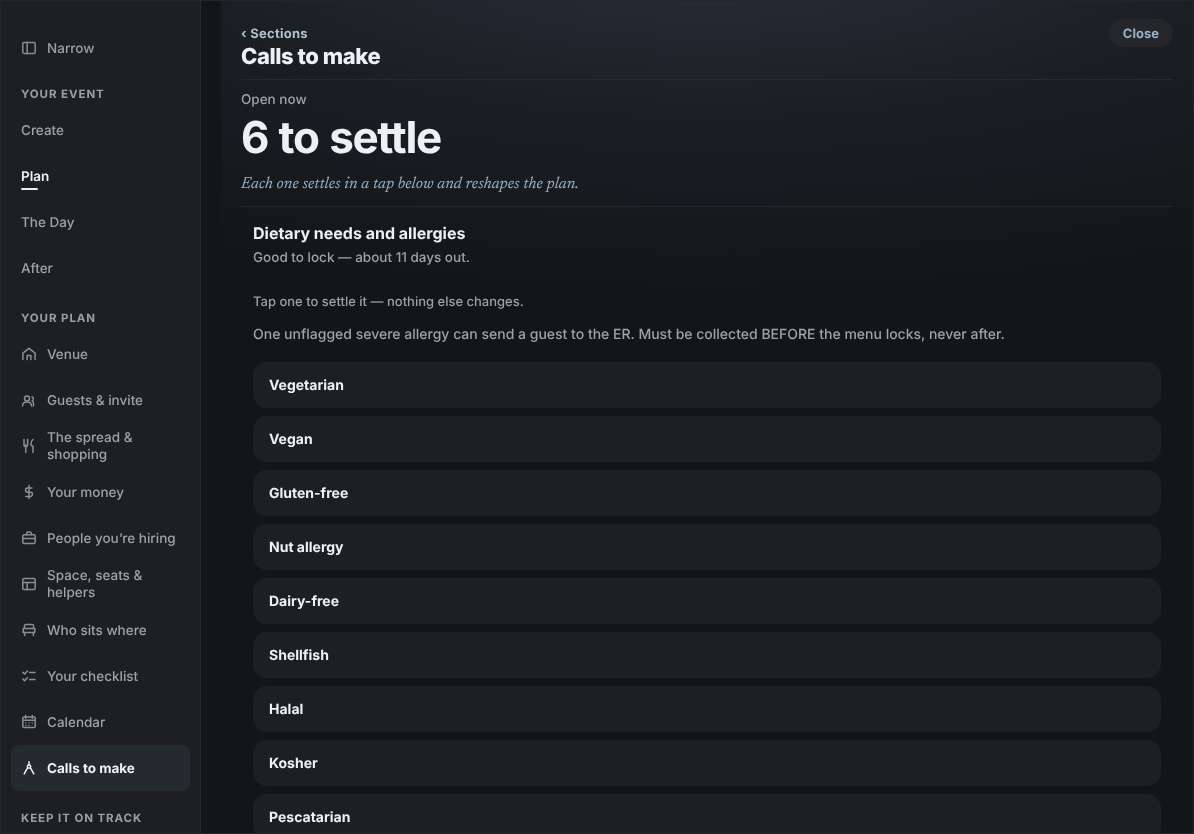 Narrow
YOUR EVENT
Create
Plan
The Day
After
YOUR PLAN
Venue
Guests & invite
The spread &
shopping
Your money
People you’re hiring
Space, seats &
helpers
Who sits where
Your checklist
Calendar
Calls to make
KEEP IT ON TRACK
‹ Sections
Close
Calls to make
Open now
6 to settle
Each one settles in a tap below and reshapes the plan.
Dietary needs and allergies
Good to lock — about 11 days out.
Tap one to settle it — nothing else changes.
One unflagged severe allergy can send a guest to the ER. Must be collected BEFORE the menu locks, never after.
Vegetarian
Vegan
Gluten-free
Nut allergy
Dairy-free
Shellfish
Halal
Kosher
Pescatarian